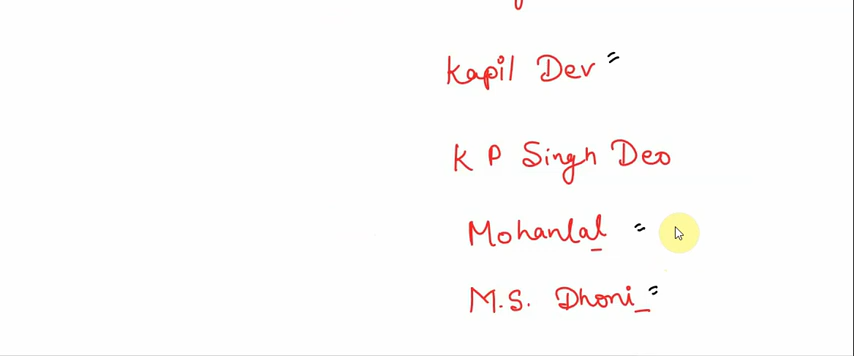 Kapil Dev =
K P Singh Deo
Mohanlal =
M.S. Dhoni =